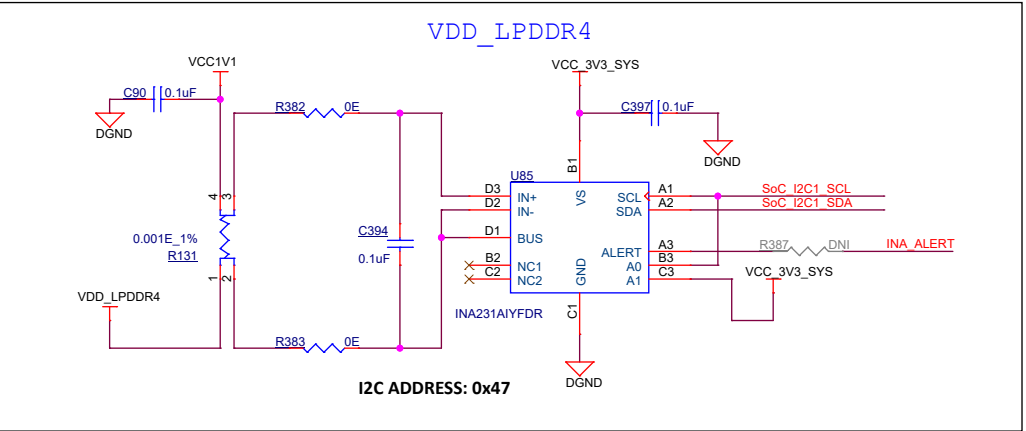 VDD_LPDDR4
VCC1V1
VCC_3V3_SYS
C90 0.1uF
R382 0E
C397 0.1uF
DGND
DGND
B1
U85
4
3
D3 IN+
VS
SCL A1 SoC_I2C1_SCL
D2 IN-
SDA A2 SoC_I2C1_SDA
0.001E_1%
R131
C394
0.1uF
D1 BUS
ALERT A3 R387 DNI INA_ALERT
B2 NC1
A0 B3
C2 NC2
GND
A1 C3
VCC_3V3_SYS
1
2
VDD_LPDDR4
INA231AIYFDR
C1
R383 0E
DGND
I2C ADDRESS: 0x47